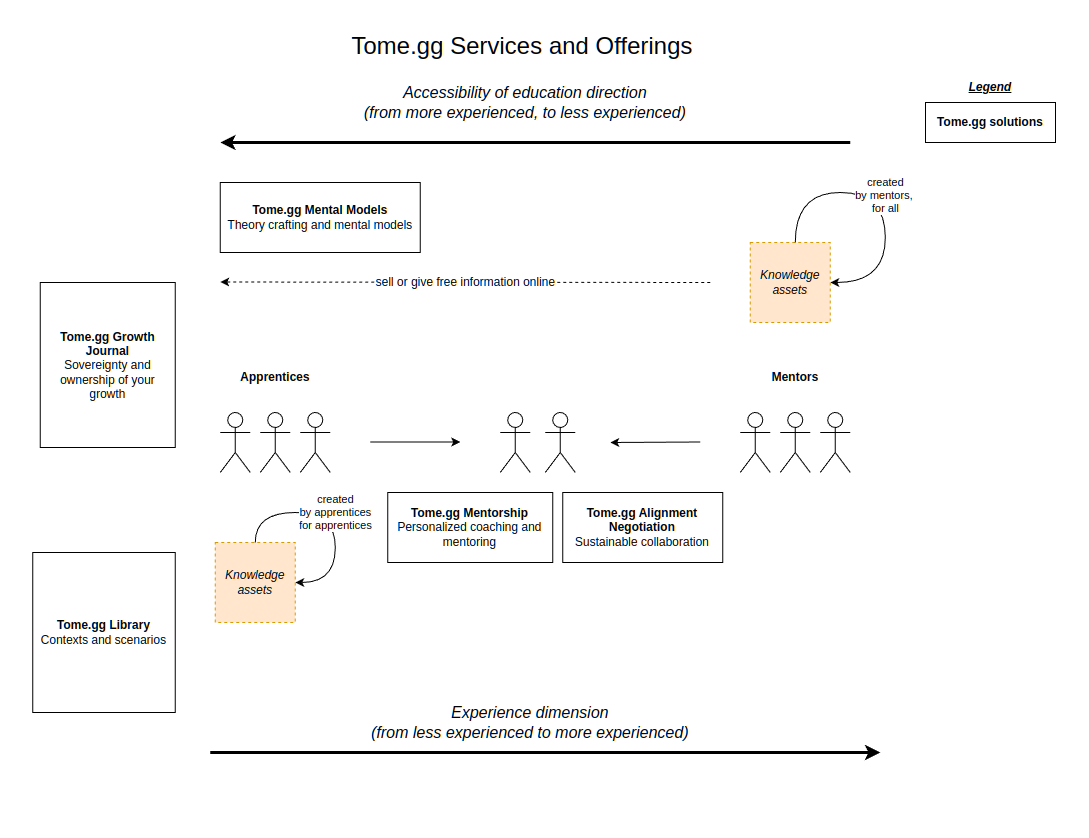 Tome.gg Services and Offerings
Accessibility of education direction
(from more experienced, to less experienced)
Legend
Tome.gg solutions
created
by mentors,
for all
Tome.gg Mental Models
Theory crafting and mental models
Knowledge
assets
sell or give free information online
Tome.gg Growth
Journal
Sovereignty and
ownership of your
growth
Apprentices
Mentors
created
by apprentices
for apprentices
Tome.gg Mentorship
Personalized coaching and
mentoring
Tome.gg Alignment
Negotiation
Sustainable collaboration
Knowledge
assets
Tome.gg Library
Contexts and scenarios
Experience dimension
(from less experienced to more experienced)